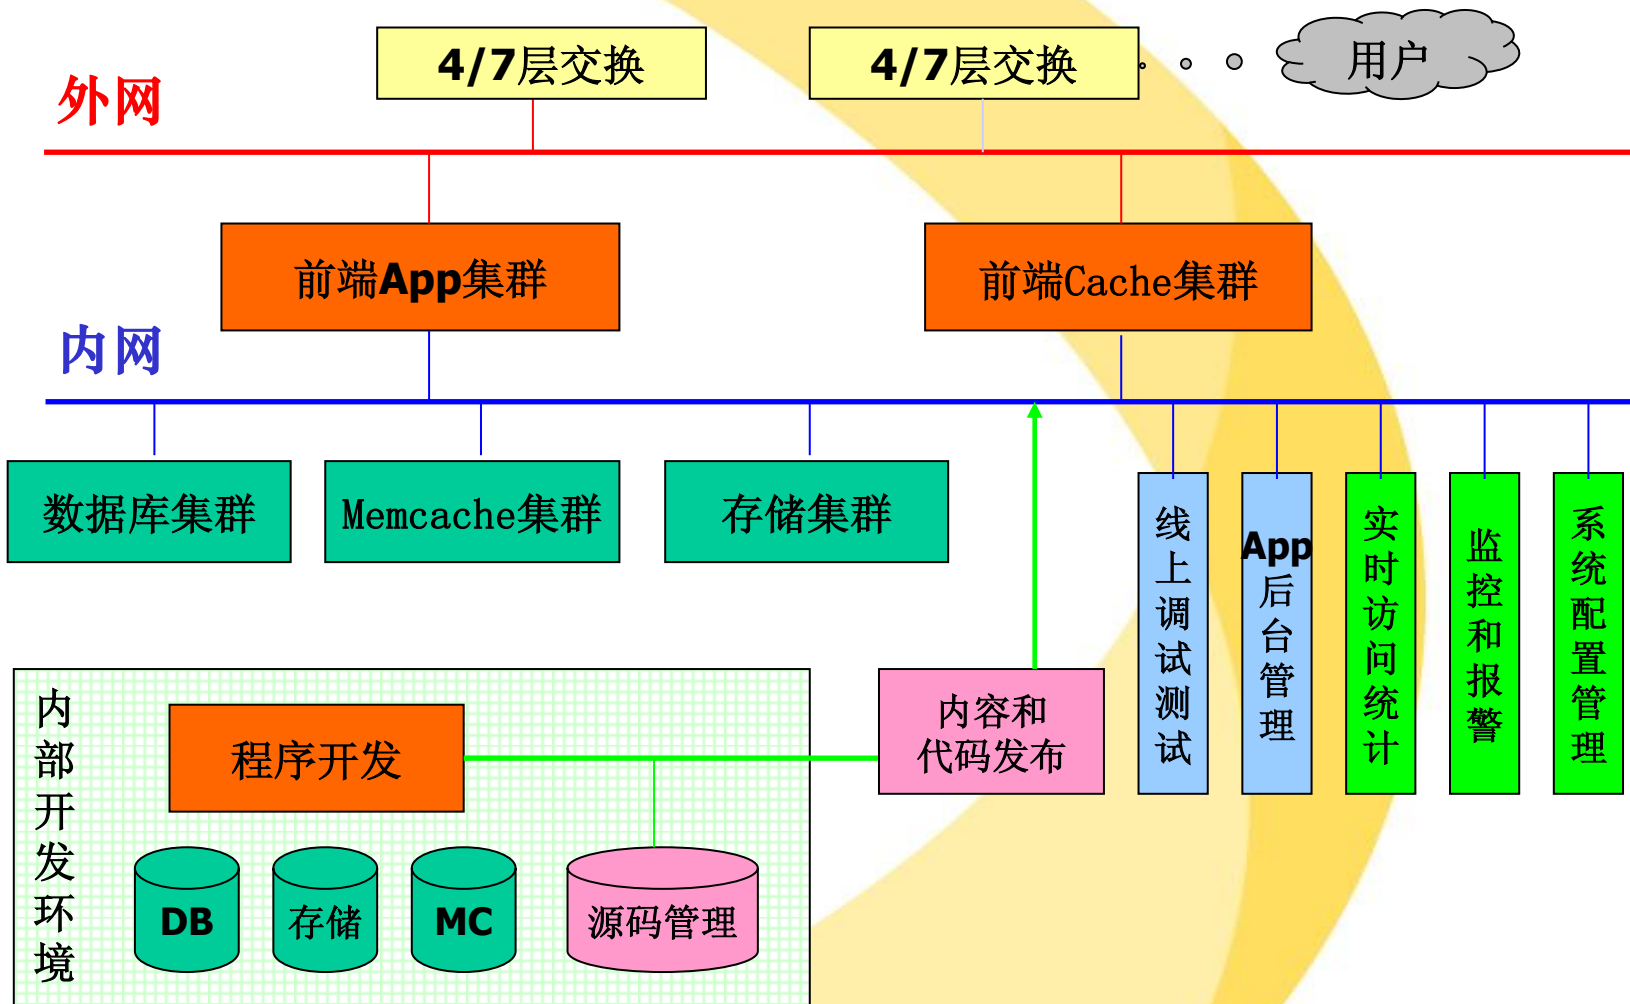 4/7层交换
4/7层交换
用户
外网
前端App集群
前端Cache集群
内网
数据库集群
Memcache集群
存储集群
线上调试测试
App后台管理
实时访问统计
监控和报警
系统配置管理
内部开发环境
程序开发
内容和
代码发布
DB
存储
MC
源码管理